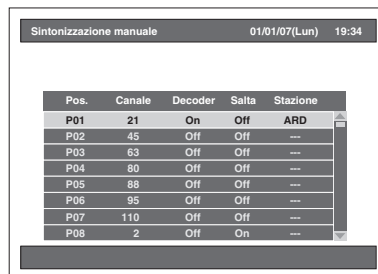 Sintonizzazione manuale 01/01/07(Lun) 19:34
Pos. Canale Decoder Salta Stazione
P01 21 On Off ARD
P02 45 Off Off ---
P03 63 Off Off ---
P04 80 Off Off ---
P05 88 Off Off ---
P06 95 Off Off ---
P07 110 Off Off ---
P08 2 Off On ---